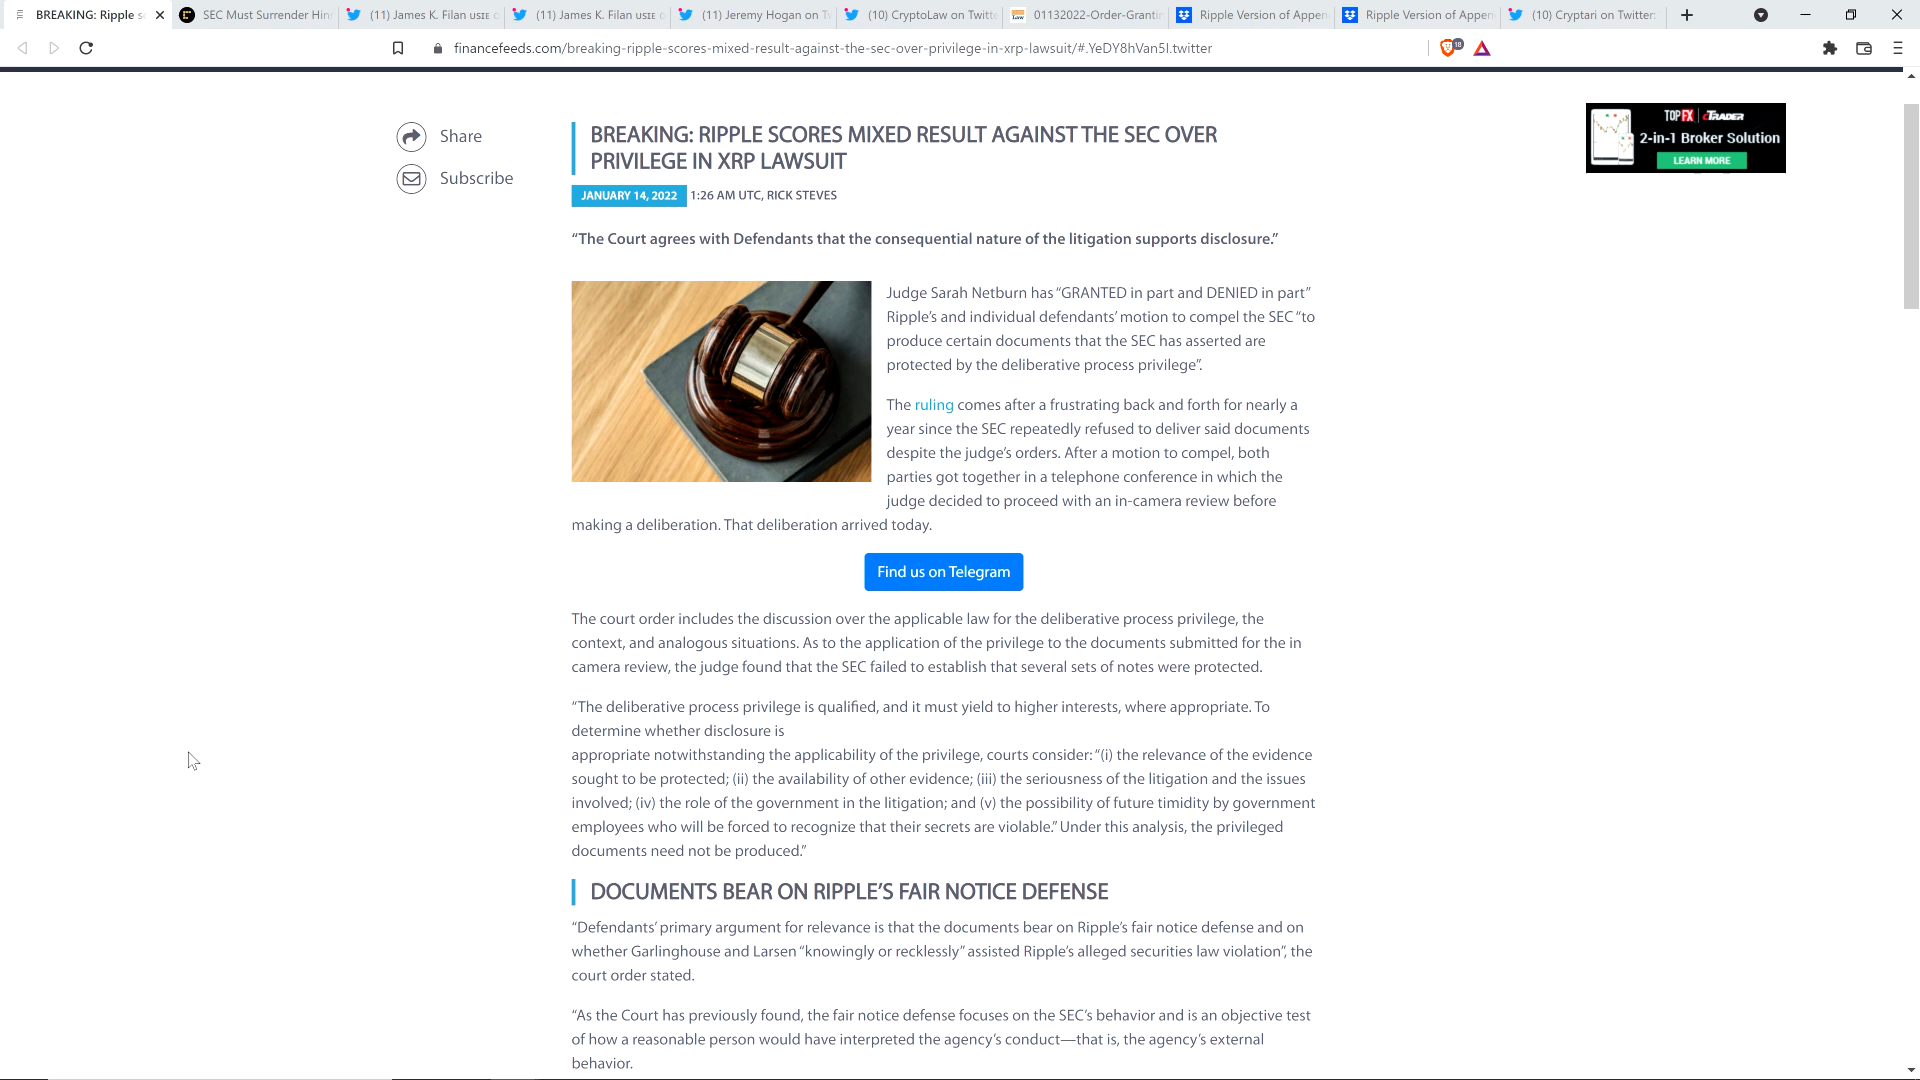 BREAKING: Ripple s
SEC Must Surrender Hin
(11) James K. Filan
(11) James K. Filan
(11) Jeremy Hogan on T
(10) CryptoLaw on Twitt
01132022-Order-Granti
Ripple Version of Appen
Ripple Version of Appen
(10) Cryptari on Twitter:
financefeeds.com/breaking-ripple-scores-mixed-result-against-the-sec-over-privilege-in-xrp-lawsuit/#.YeDY8hVan5I.twitter
18
Share
Subscribe
BREAKING: RIPPLE SCORES MIXED RESULT AGAINST THE SEC OVER
PRIVILEGE IN XRP LAWSUIT
JANUARY 14, 2022 1:26 AM UTC, RICK STEVES
TOPFX | cTRADER
2-in-1 Broker Solution
LEARN MORE
“The Court agrees with Defendants that the consequential nature of the litigation supports disclosure.”
Judge Sarah Netburn has “GRANTED in part and DENIED in part”
Ripple’s and individual defendants’ motion to compel the SEC “to
produce certain documents that the SEC has asserted are
protected by the deliberative process privilege”.
The ruling comes after a frustrating back and forth for nearly a
year since the SEC repeatedly refused to deliver said documents
despite the judge’s orders. After a motion to compel, both
parties got together in a telephone conference in which the
judge decided to proceed with an in-camera review before
making a deliberation. That deliberation arrived today.
Find us on Telegram
The court order includes the discussion over the applicable law for the deliberative process privilege, the
context, and analogous situations. As to the application of the privilege to the documents submitted for the in
camera review, the judge found that the SEC failed to establish that several sets of notes were protected.
“The deliberative process privilege is qualified, and it must yield to higher interests, where appropriate. To
determine whether disclosure is
appropriate notwithstanding the applicability of the privilege, courts consider: “(i) the relevance of the evidence
sought to be protected; (ii) the availability of other evidence; (iii) the seriousness of the litigation and the issues
involved; (iv) the role of the government in the litigation; and (v) the possibility of future timidity by government
employees who will be forced to recognize that their secrets are violable.” Under this analysis, the privileged
documents need not be produced.”
DOCUMENTS BEAR ON RIPPLE’S FAIR NOTICE DEFENSE
“Defendants’ primary argument for relevance is that the documents bear on Ripple’s fair notice defense and on
whether Garlinghouse and Larsen “knowingly or recklessly” assisted Ripple’s alleged securities law violation”, the
court order stated.
“As the Court has previously found, the fair notice defense focuses on the SEC’s behavior and is an objective test
of how a reasonable person would have interpreted the agency’s conduct—that is, the agency’s external
behavior.